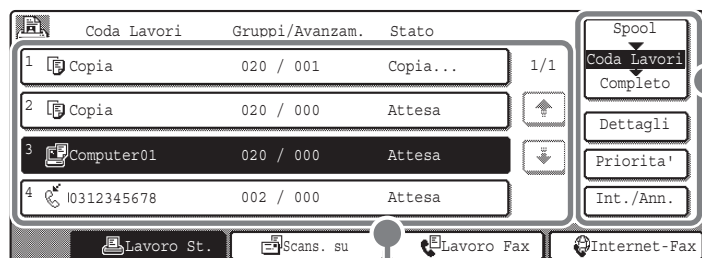 Coda Lavori Gruppi/Avanzam. Stato
1 Copia 020 / 001 Copia...
2 Copia 020 / 000 Attesa
3 Computer01 020 / 000 Attesa
4 0312345678 002 / 000 Attesa
1/1
Spool
Coda Lavori
Completo
Dettagli
Priorita'
Int./Ann.
Lavoro St. Scans. su Lavoro Fax Internet-Fax